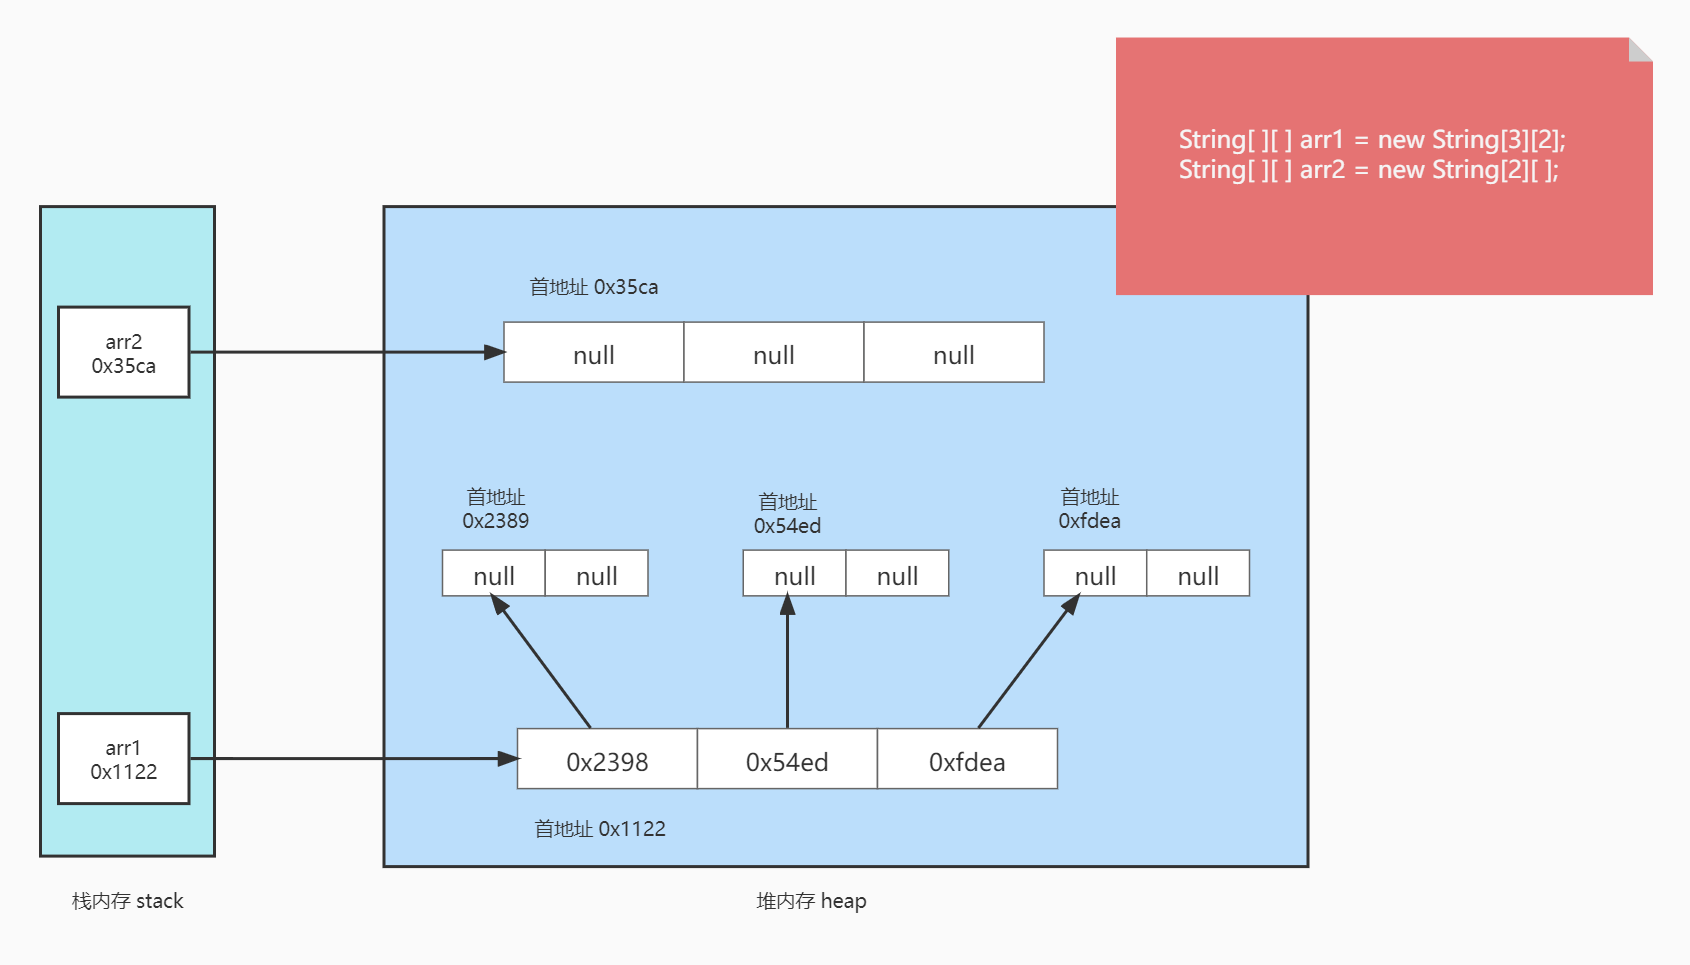 String[ ][ ] arr1 = new String[3][2];
String[ ][ ] arr2 = new String[2][ ];
首地址 0x35ca
arr2
0x35ca
null
null
null
首地址
0x2389
首地址
0x54ed
首地址
0xfdea
null
null
null
null
null
null
arr1
0x1122
0x2398
0x54ed
0xfdea
首地址 0x1122
栈内存 stack
堆内存 heap